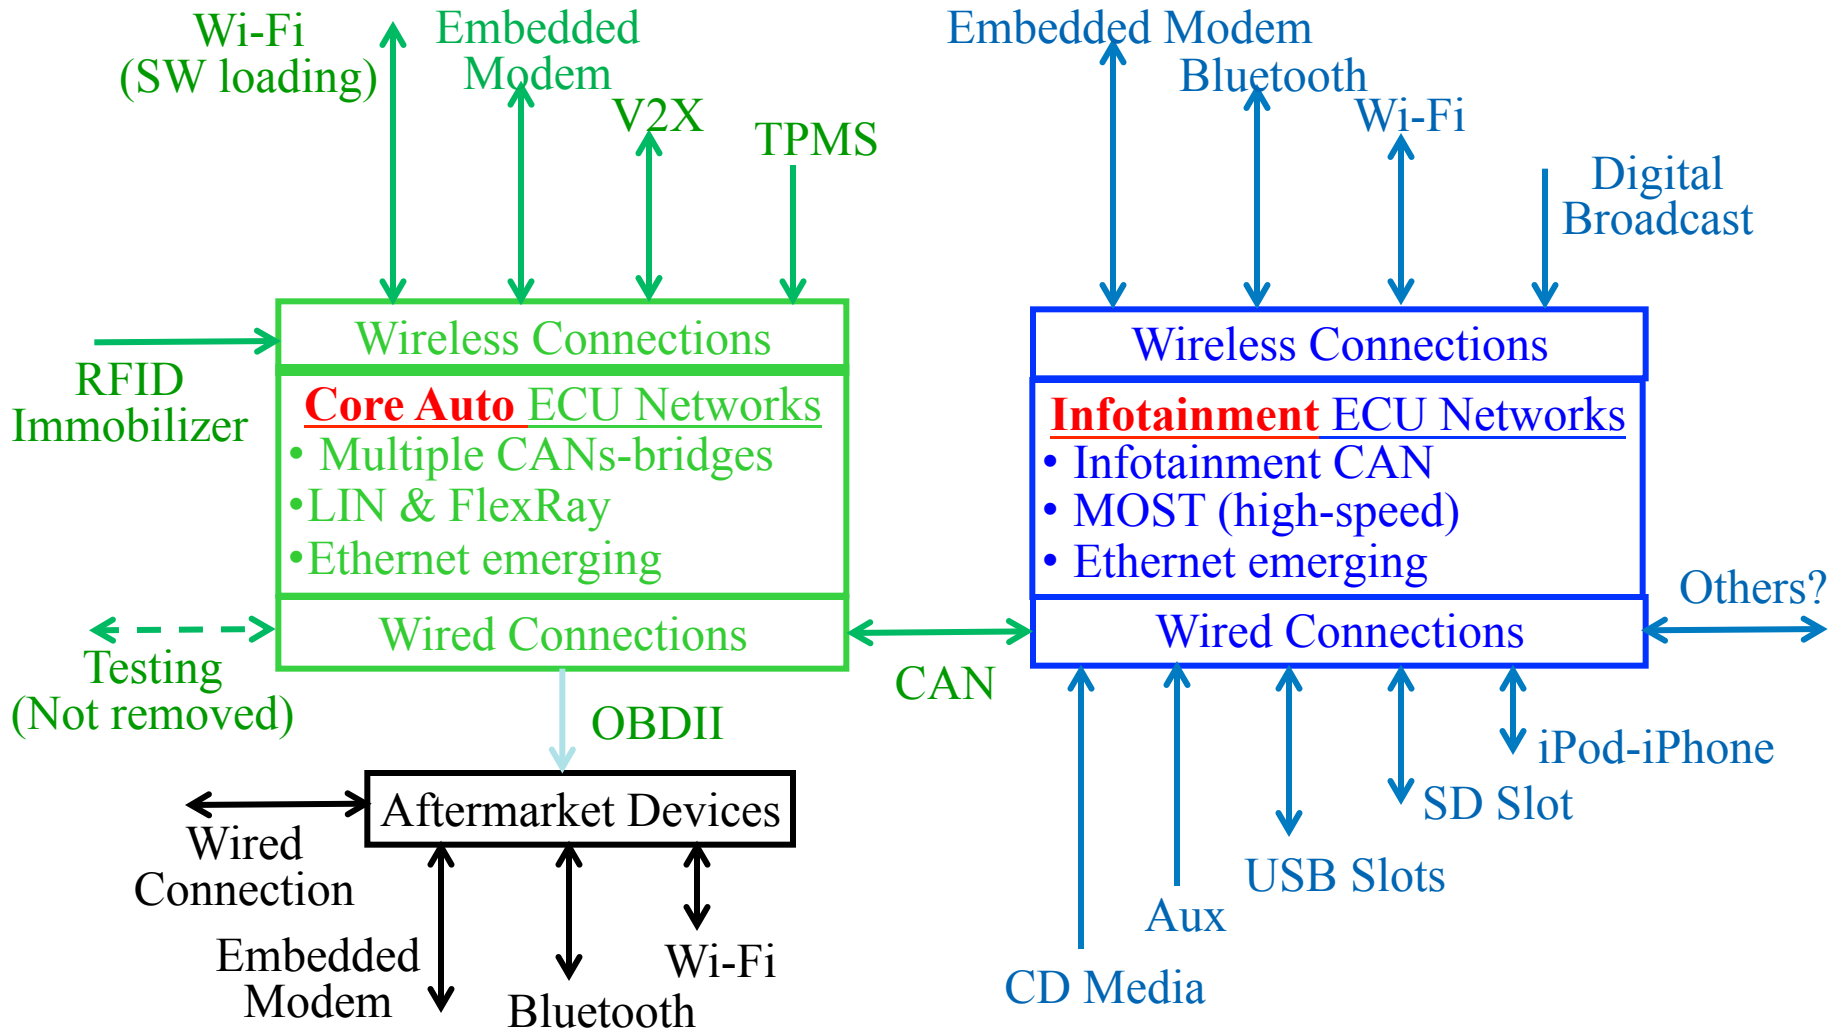 Wi-Fi
(SW loading)
Embedded
Modem
V2X
TPMS
RFID
Immobilizer
Wireless Connections
Core Auto ECU Networks
• Multiple CANs-bridges
•LIN & FlexRay
•Ethernet emerging
Wired Connections
Testing
(Not removed)
OBDII
CAN
Aftermarket Devices
Wired
Connection
Embedded
Modem
Bluetooth
Wi-Fi
Embedded Modem
Bluetooth
Wi-Fi
Digital
Broadcast
Wireless Connections
Infotainment ECU Networks
• Infotainment CAN
• MOST (high-speed)
• Ethernet emerging
Wired Connections
Others?
iPod-iPhone
SD Slot
USB Slots
Aux
CD Media